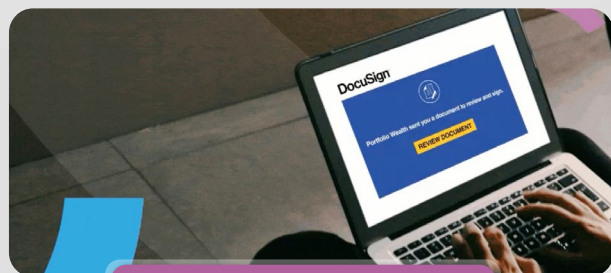 DocuSign
Portfolio Wealth sent you a document to review and sign.
REVIEW DOCUMENT